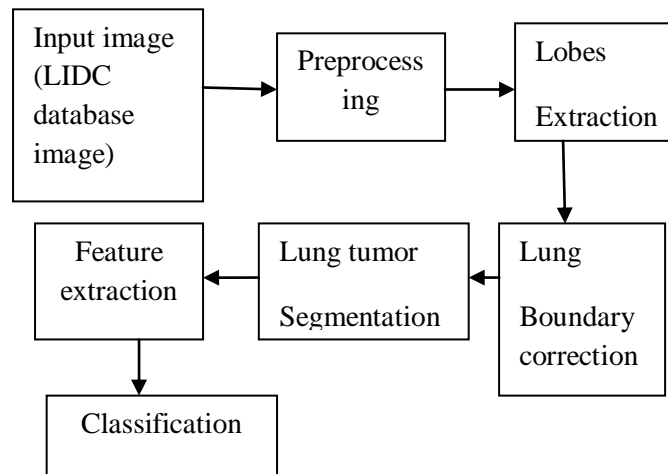 Input image
(LIDC
database
image)
Preprocess
ing
Lobes
Extraction
Lung
Boundary
correction
Lung tumor
Segmentation
Feature
extraction
Classification